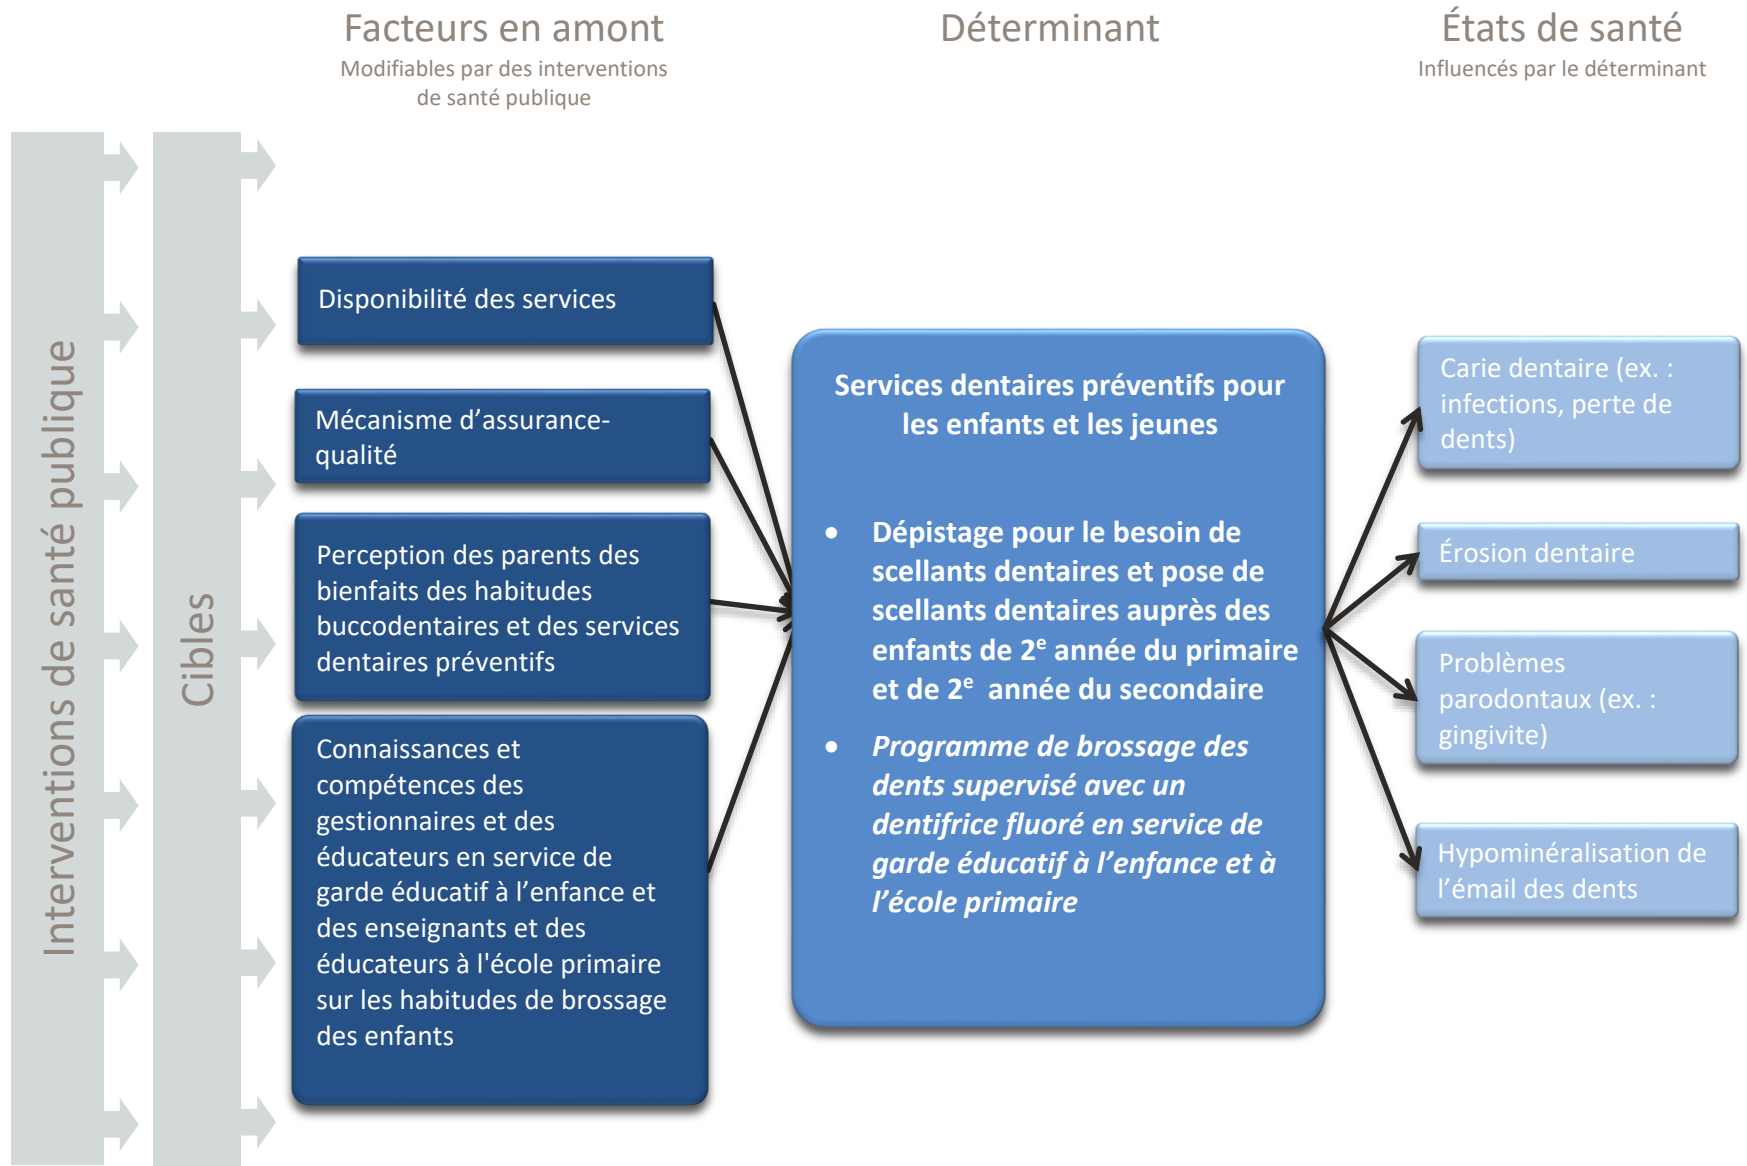 Facteurs en amont
Modifiables par des interventions
de santé publique
Déterminant
États de santé
Influencés par le déterminant
Interventions de santé publique
Cibles
Disponibilité des services
Mécanisme d’assurance-
qualité
Perception des parents des
bienfaits des habitudes
buccodentaires et des services
dentaires préventifs
Connaissances et
compétences des
gestionnaires et des
éducateurs en service de
garde éducatif à l’enfance et
des enseignants et des
éducateurs à l'école primaire
sur les habitudes de brossage
des enfants
Services dentaires préventifs pour
les enfants et les jeunes
• Dépistage pour le besoin de
scellants dentaires et pose de
scellants dentaires auprès des
enfants de 2e année du primaire
et de 2e année du secondaire
• Programme de brossage des
dents supervisé avec un
dentifrice fluoré en service de
garde éducatif à l’enfance et à
l’école primaire
Carie dentaire (ex. :
infections, perte de
dents)
Érosion dentaire
Problèmes
parodontaux (ex. :
gingivite)
Hypominéralisation de
l’émail des dents